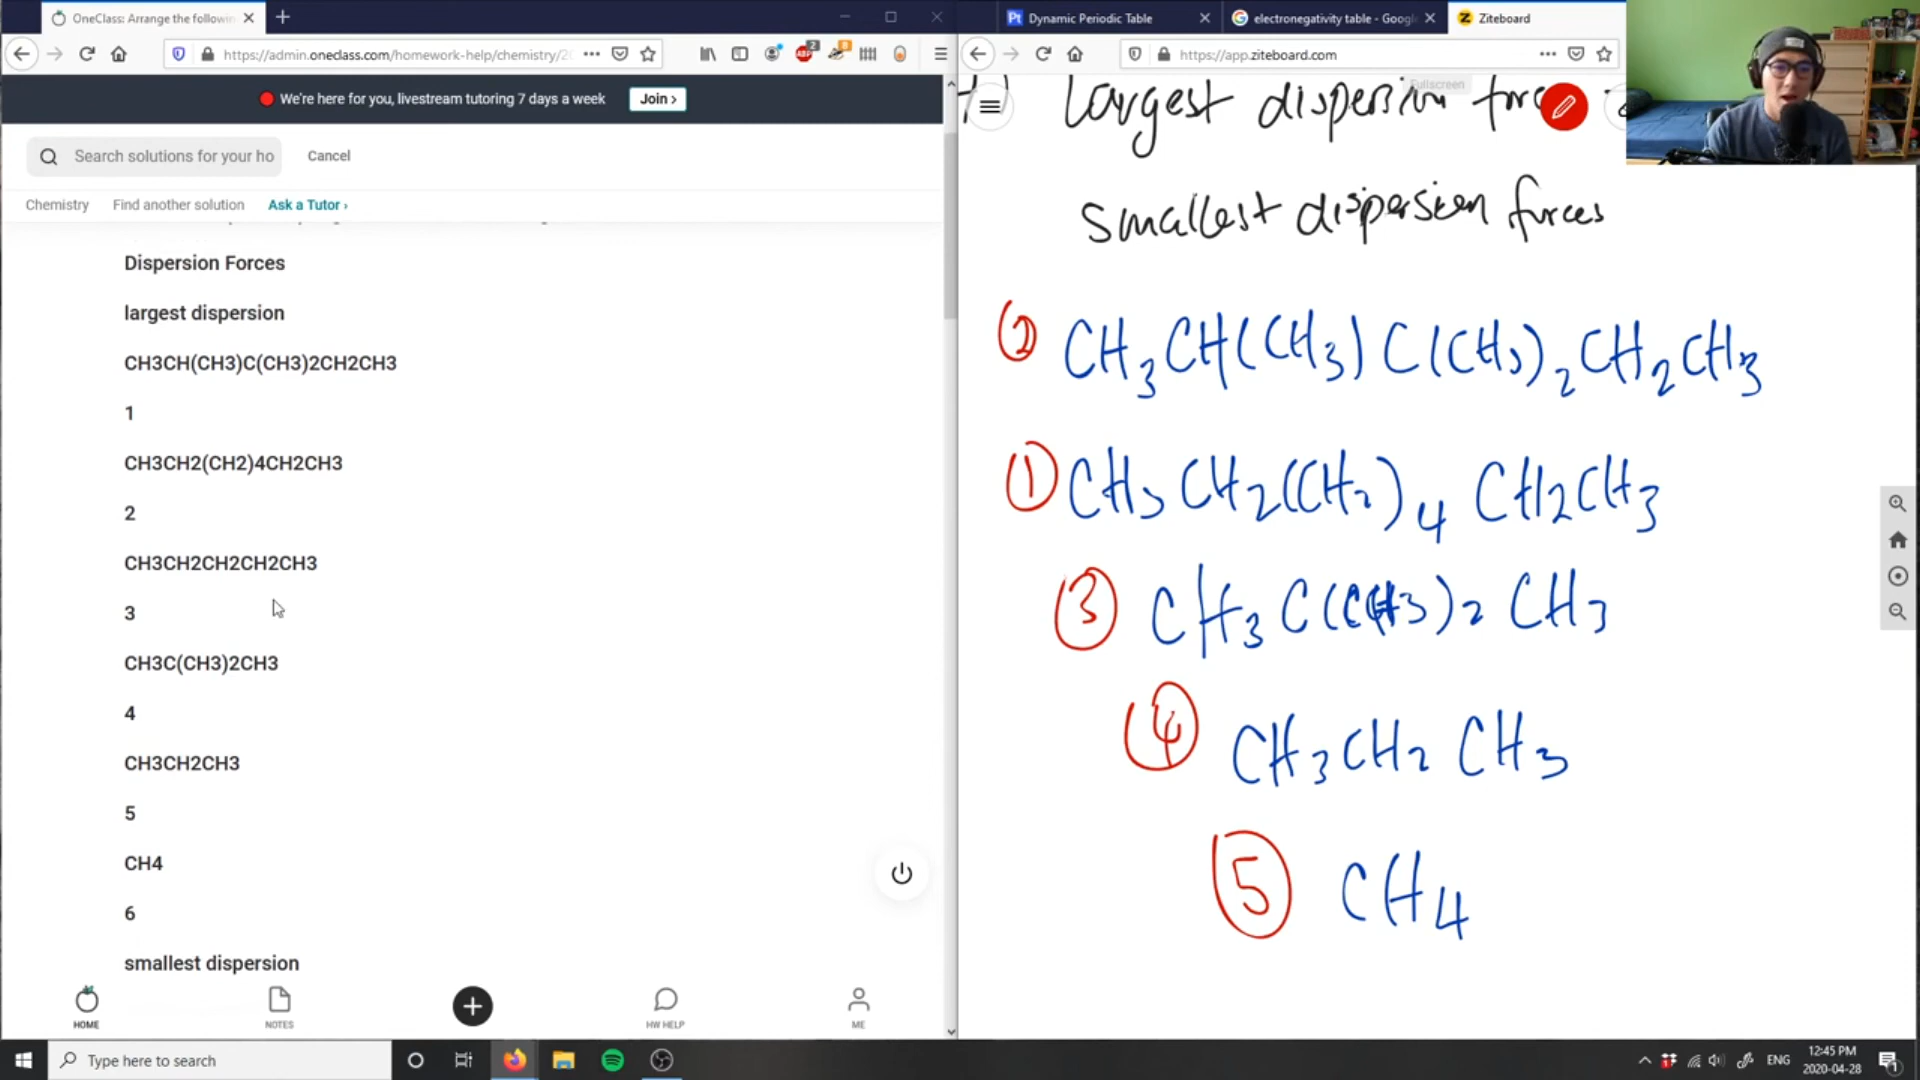 OneClass: Arrange the followin
https://admin.oneclass.com/homework-help/chemistry/2
We're here for you, livestream tutoring 7 days a week
Join >
Search solutions for your ho
Cancel
Chemistry
Find another solution
Ask a Tutor ›
Dispersion Forces
largest dispersion
CH3CH(CH3)C(CH3)2CH2CH3
1
CH3CH2(CH2)4CH2CH3
2
CH3CH2CH2CH2CH3
3
CH3C(CH3)2CH3
4
CH3CH2CH3
5
CH4
6
smallest dispersion
HOME
NOTES
HW HELP
ME
Pt Dynamic Periodic Table
electronegativity table - Google
Ziteboard
https://app.ziteboard.com
Fullscreen
largest dispersion forc
smallest dispersion forces
② CH3CH(CH3)C(CH3)2CH2CH3
① CH3CH2(CH2)4CH2CH3
③ CH3C(CH3)2CH3
④ CH3CH2CH3
⑤ CH4
Type here to search
ENG
12:45 PM
2020-04-28